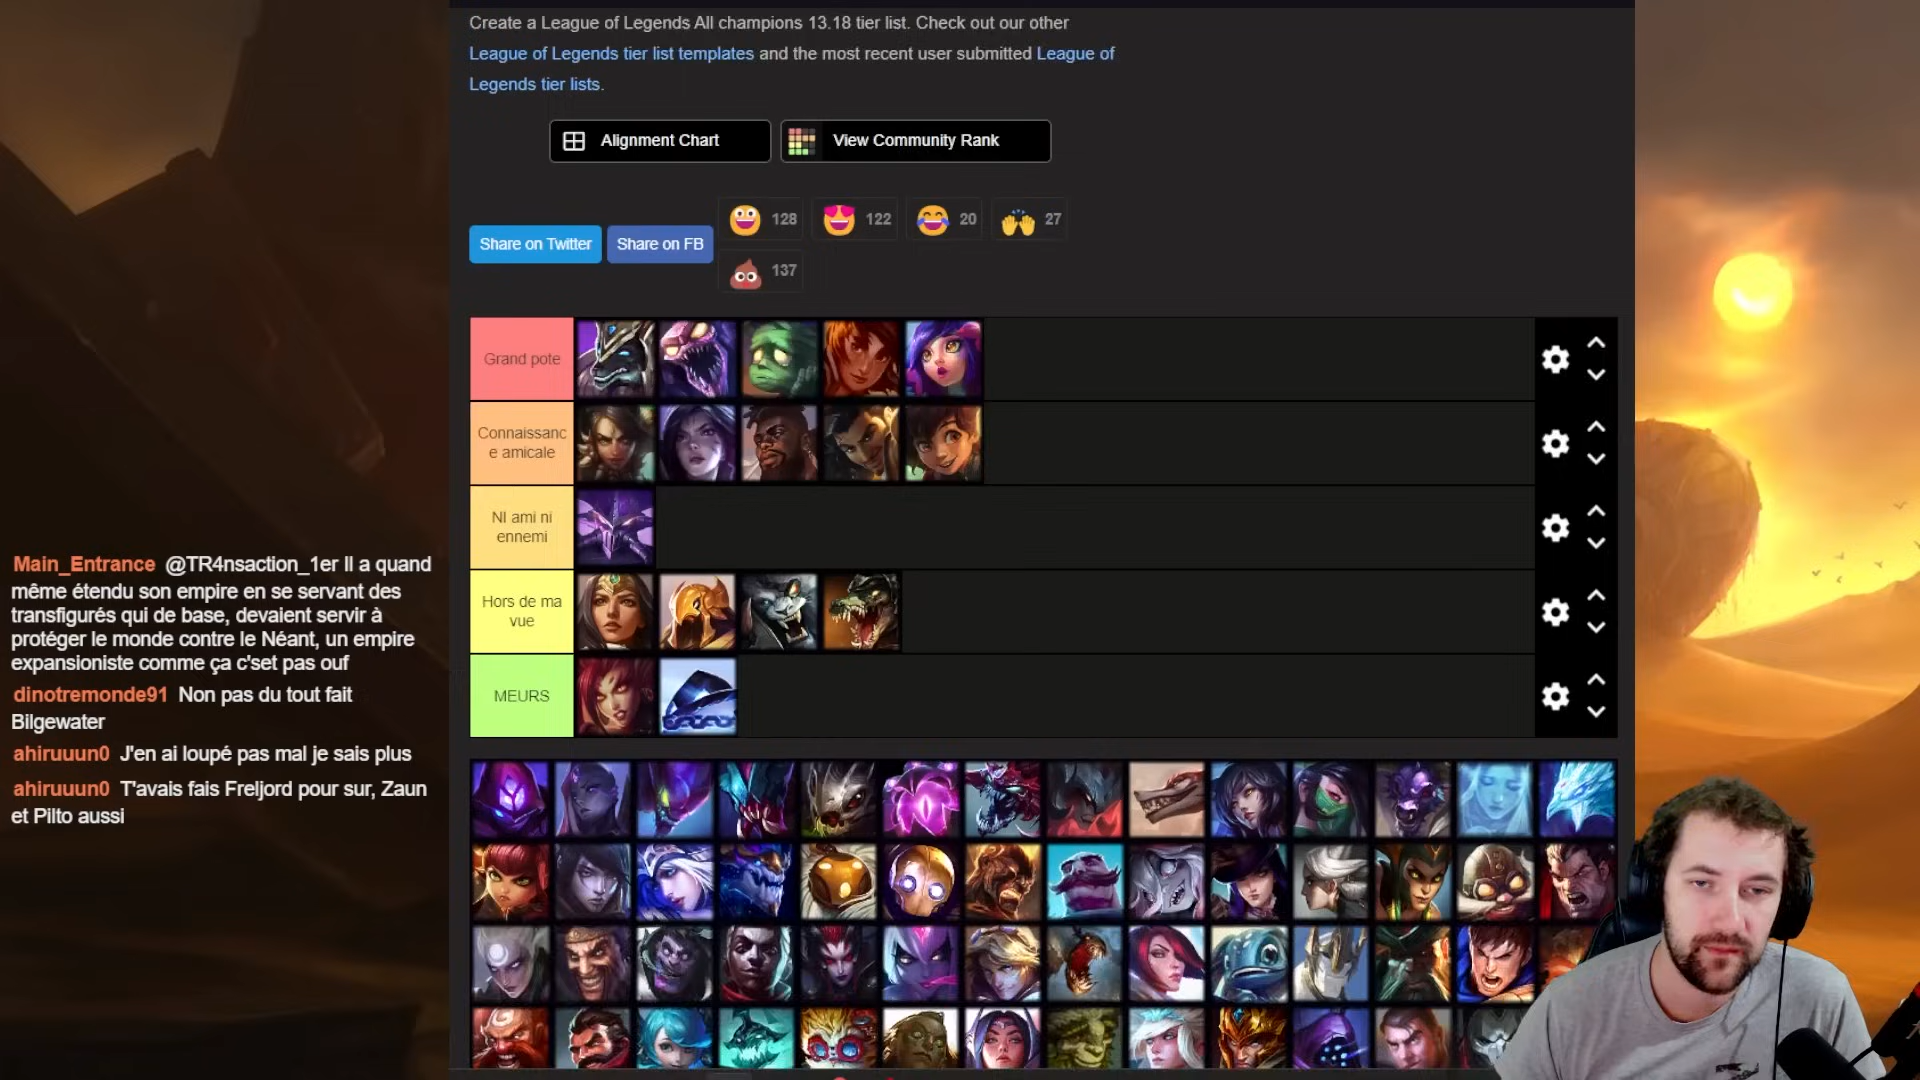 Create a League of Legends All champions 13.18 tier list. Check out our other
League of Legends tier list templates and the most recent user submitted League of
Legends tier lists.
Alignment Chart
View Community Rank
128
122
20
27
Share on Twitter
Share on FB
137
Grand pote
Connaissanc
e amicale
NI ami ni
ennemi
Hors de ma
vue
MEURS
Main_Entrance @TR4nsaction_1er Il a quand
même étendu son empire en se servant des
transfigurés qui de base, devaient servir à
protéger le monde contre le Néant, un empire
expansioniste comme ça c'set pas ouf
dinotremonde91 Non pas du tout fait
Bilgewater
ahiruuun0 J'en ai loupé pas mal je sais plus
ahiruuun0 T'avais fais Freljord pour sur, Zaun
et Pilto aussi